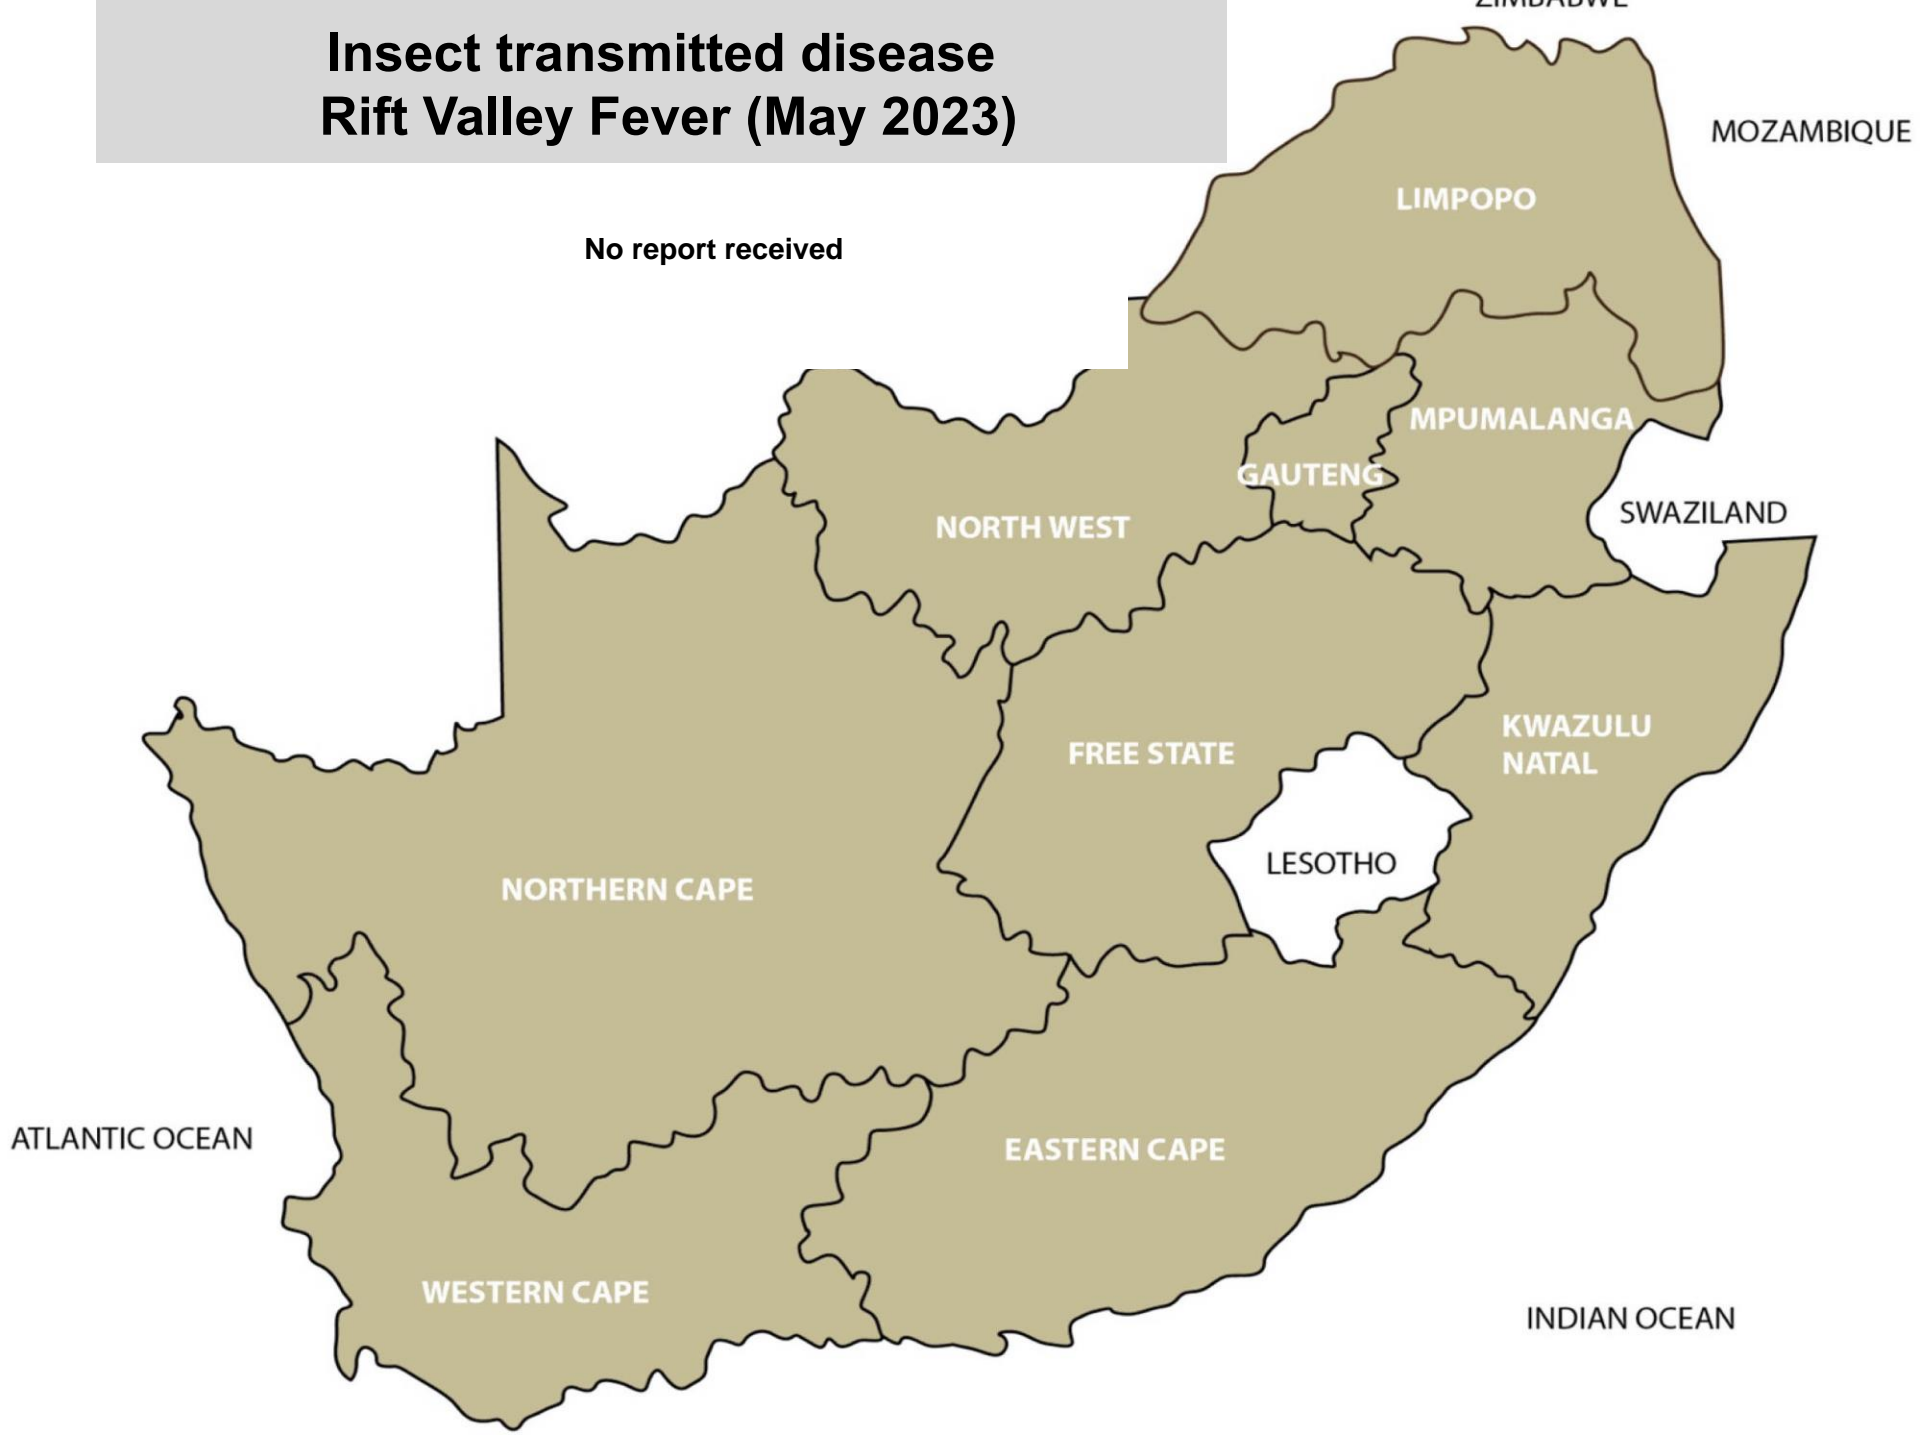 ZIMBABWE
Insect transmitted disease
Rift Valley Fever (May 2023)
MOZAMBIQUE
LIMPOPO
No report received
MPUMALANGA
GAUTENG
SWAZILAND
NORTH WEST
KWAZULU
NATAL
FREE STATE
LESOTHO
NORTHERN CAPE
ATLANTIC OCEAN
EASTERN CAPE
WESTERN CAPE
INDIAN OCEAN